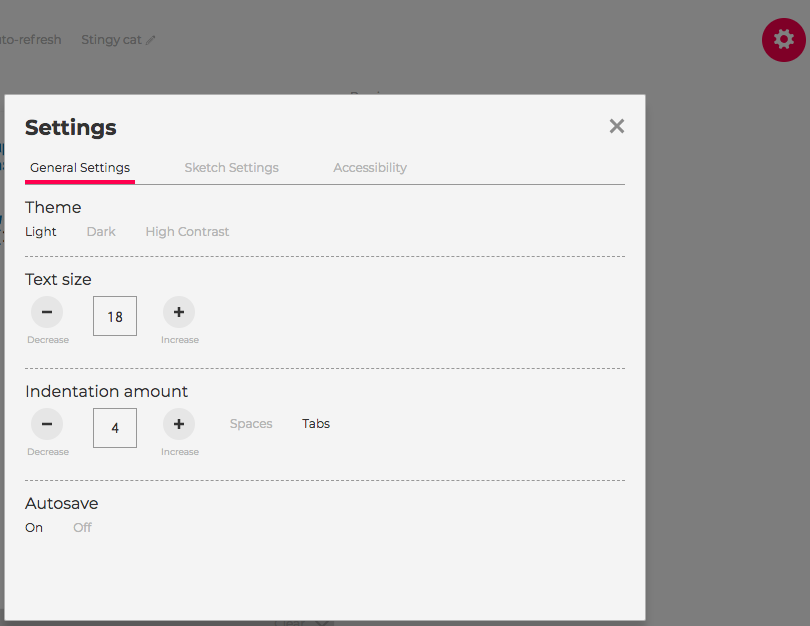 to-refresh Stingy cat
Settings
General Settings Sketch Settings Accessibility
Theme
Light Dark High Contrast
Text size
18
Decrease Increase
Indentation amount
4 Spaces Tabs
Decrease Increase
Autosave
On Off